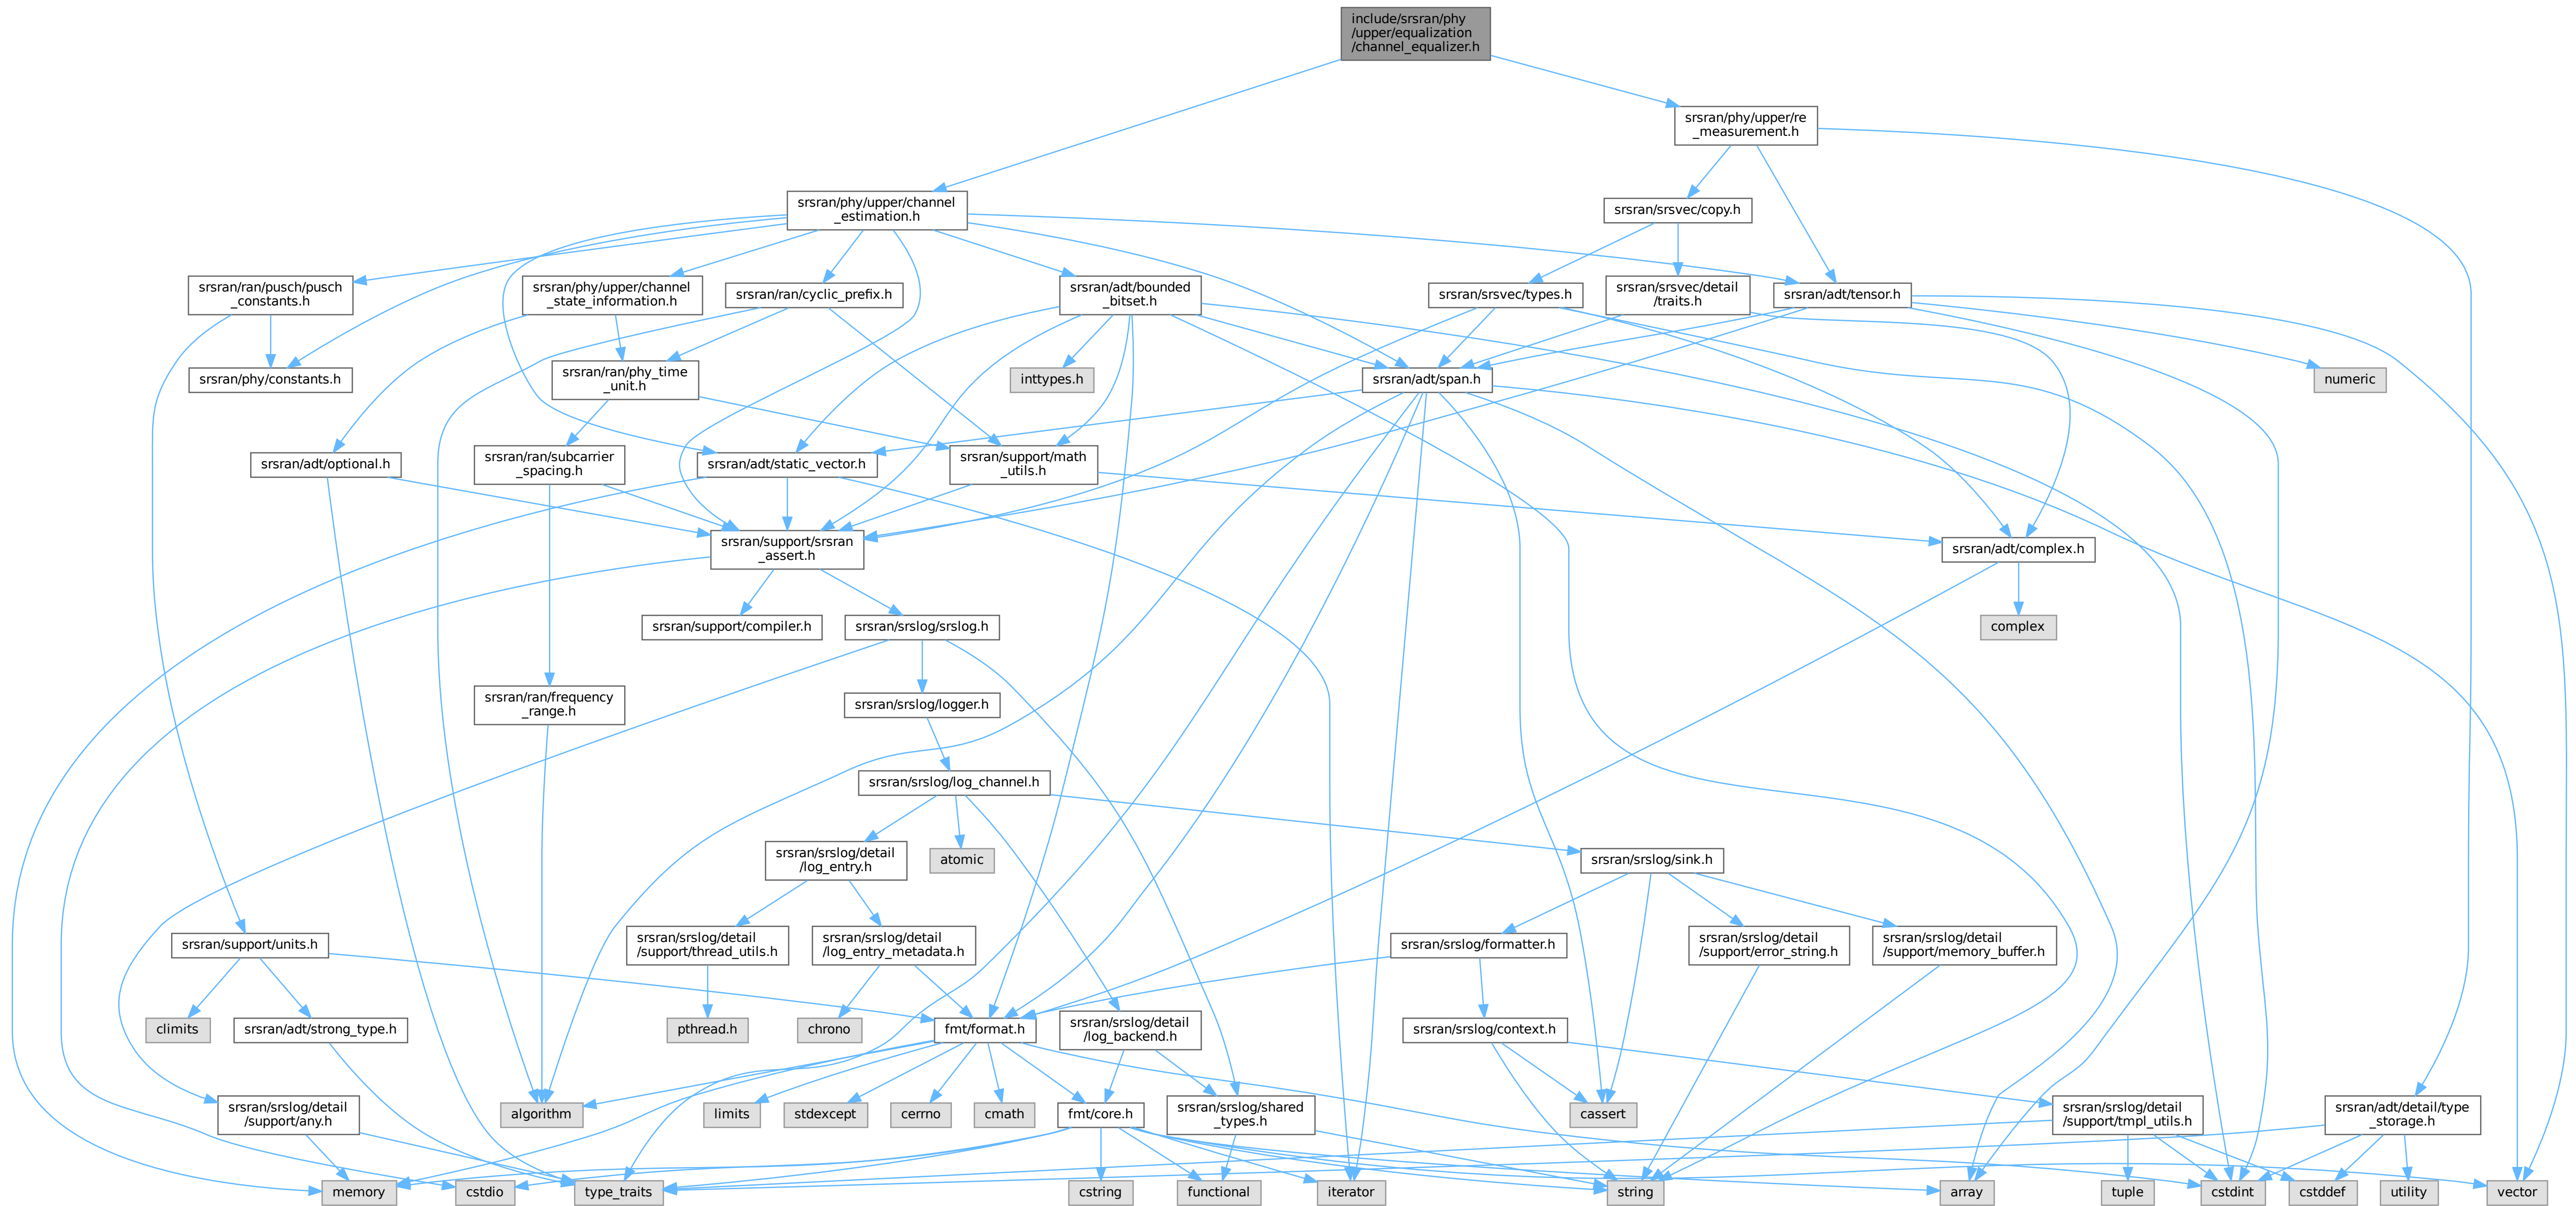 include/srsran/phy
/upper/equalization
/channel_equalizer.h
srsran/phy/upper/re
_measurement.h
srsran/phy/upper/channel
_estimation.h
srsran/srsvec/copy.h
srsran/ran/pusch/pusch
_constants.h
srsran/phy/upper/channel
_state_information.h
srsran/ran/cyclic_prefix.h
srsran/adt/bounded
_bitset.h
srsran/srsvec/types.h
srsran/srsvec/detail
/traits.h
srsran/adt/tensor.h
srsran/phy/constants.h
srsran/ran/phy_time
_unit.h
inttypes.h
srsran/adt/span.h
numeric
srsran/adt/optional.h
srsran/ran/subcarrier
_spacing.h
srsran/adt/static_vector.h
srsran/support/math
_utils.h
srsran/support/srsran
_assert.h
srsran/adt/complex.h
srsran/support/compiler.h
srsran/srslog/srslog.h
complex
srsran/ran/frequency
_range.h
srsran/srslog/logger.h
srsran/srslog/log_channel.h
srsran/srslog/detail
/log_entry.h
atomic
srsran/srslog/sink.h
srsran/support/units.h
srsran/srslog/detail
/support/thread_utils.h
srsran/srslog/detail
/log_entry_metadata.h
srsran/srslog/formatter.h
srsran/srslog/detail
/support/error_string.h
srsran/srslog/detail
/support/memory_buffer.h
climits
srsran/adt/strong_type.h
pthread.h
chrono
fmt/format.h
srsran/srslog/detail
/log_backend.h
srsran/srslog/context.h
srsran/srslog/detail
/support/any.h
algorithm
limits
stdexcept
cerrno
cmath
fmt/core.h
srsran/srslog/shared
_types.h
cassert
srsran/srslog/detail
/support/tmpl_utils.h
srsran/adt/detail/type
_storage.h
memory
cstdio
type_traits
cstring
functional
iterator
string
array
tuple
cstdint
cstddef
utility
vector